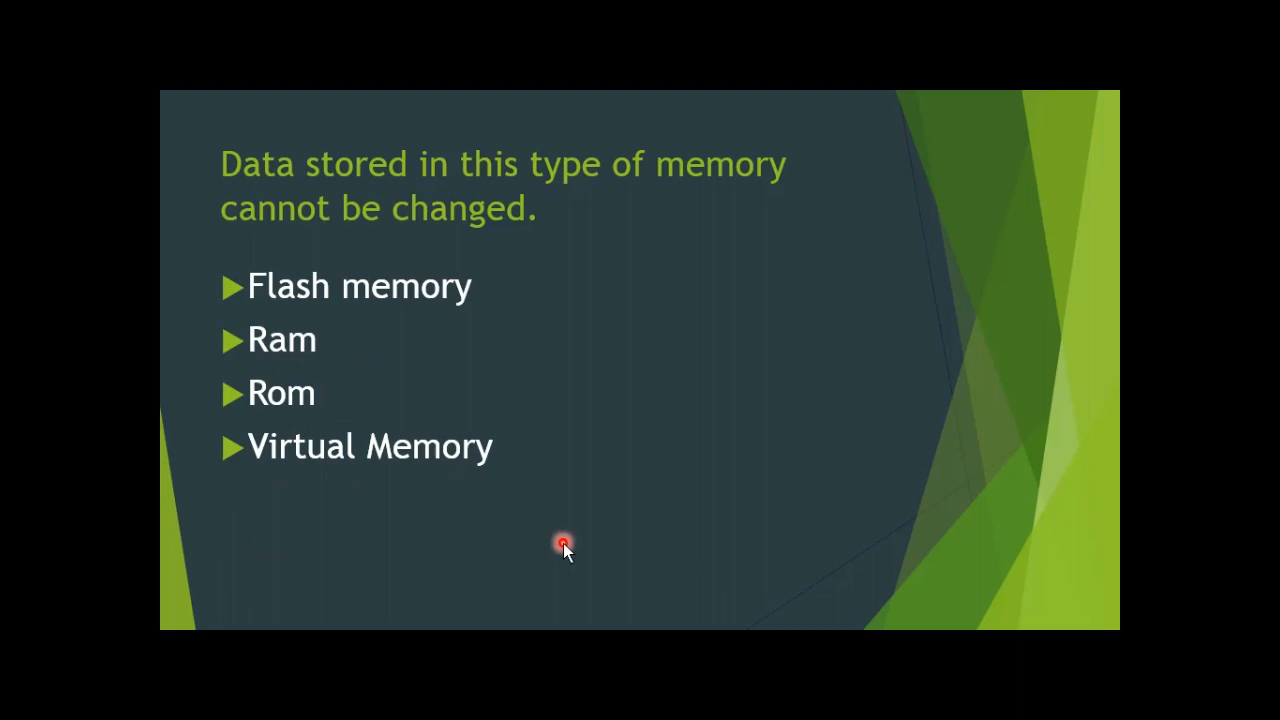 Data stored in this type of memory
cannot be changed.
Flash memory
Ram
Rom
Virtual Memory